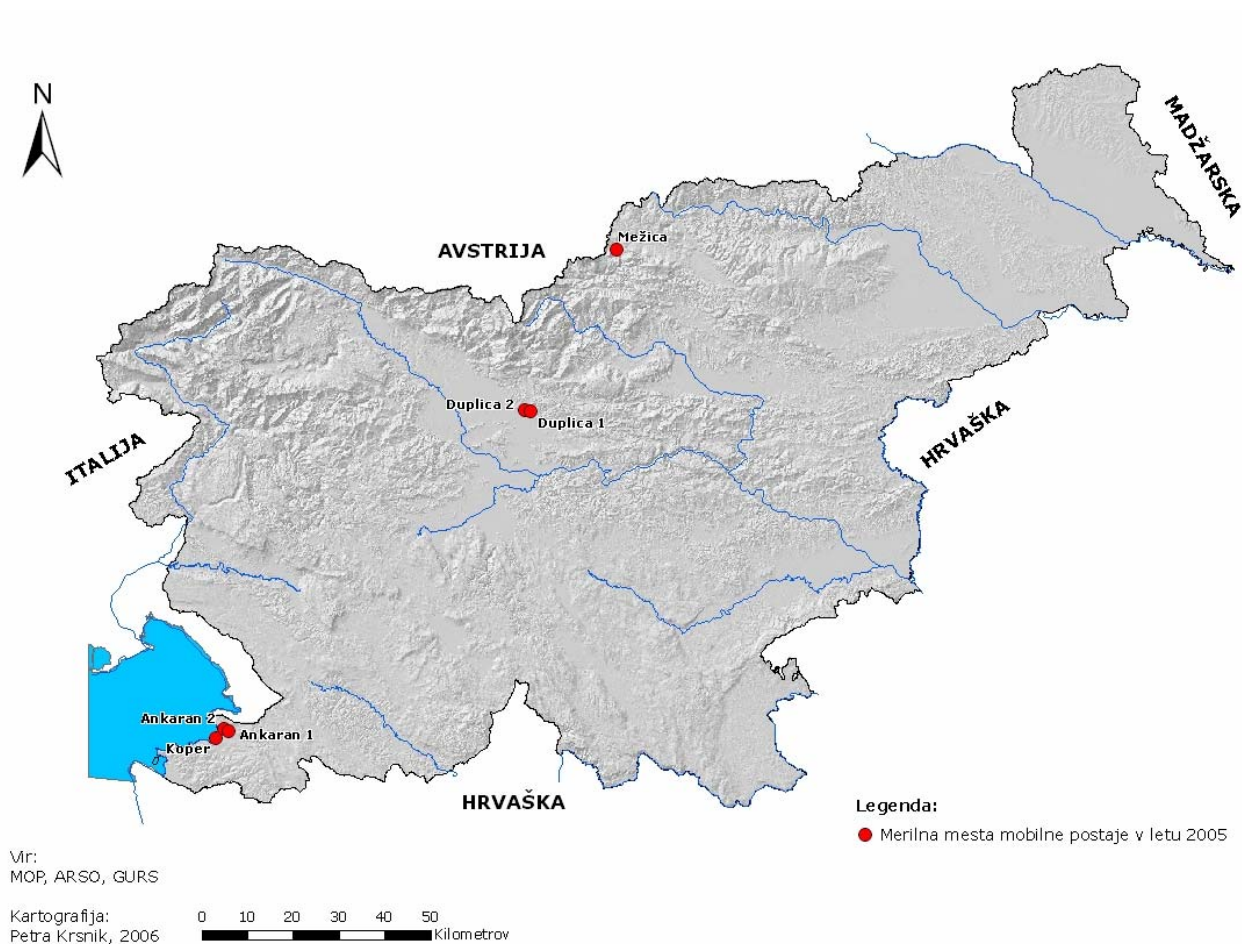 N
MADŽARSKA
Mežica
AVSTRIJA
Duplica 2
Duplica 1
ITALIJA
HRVAŠKA
Ankaran 2
Ankaran 1
Koper
HRVAŠKA
Legenda:
Merilna mesta mobilne postaje v letu 2005
Vir:
MOP, ARSO, GURS
Kartografija:
Petra Krsnik, 2006
0 10 20 30 40 50
Kilometrov